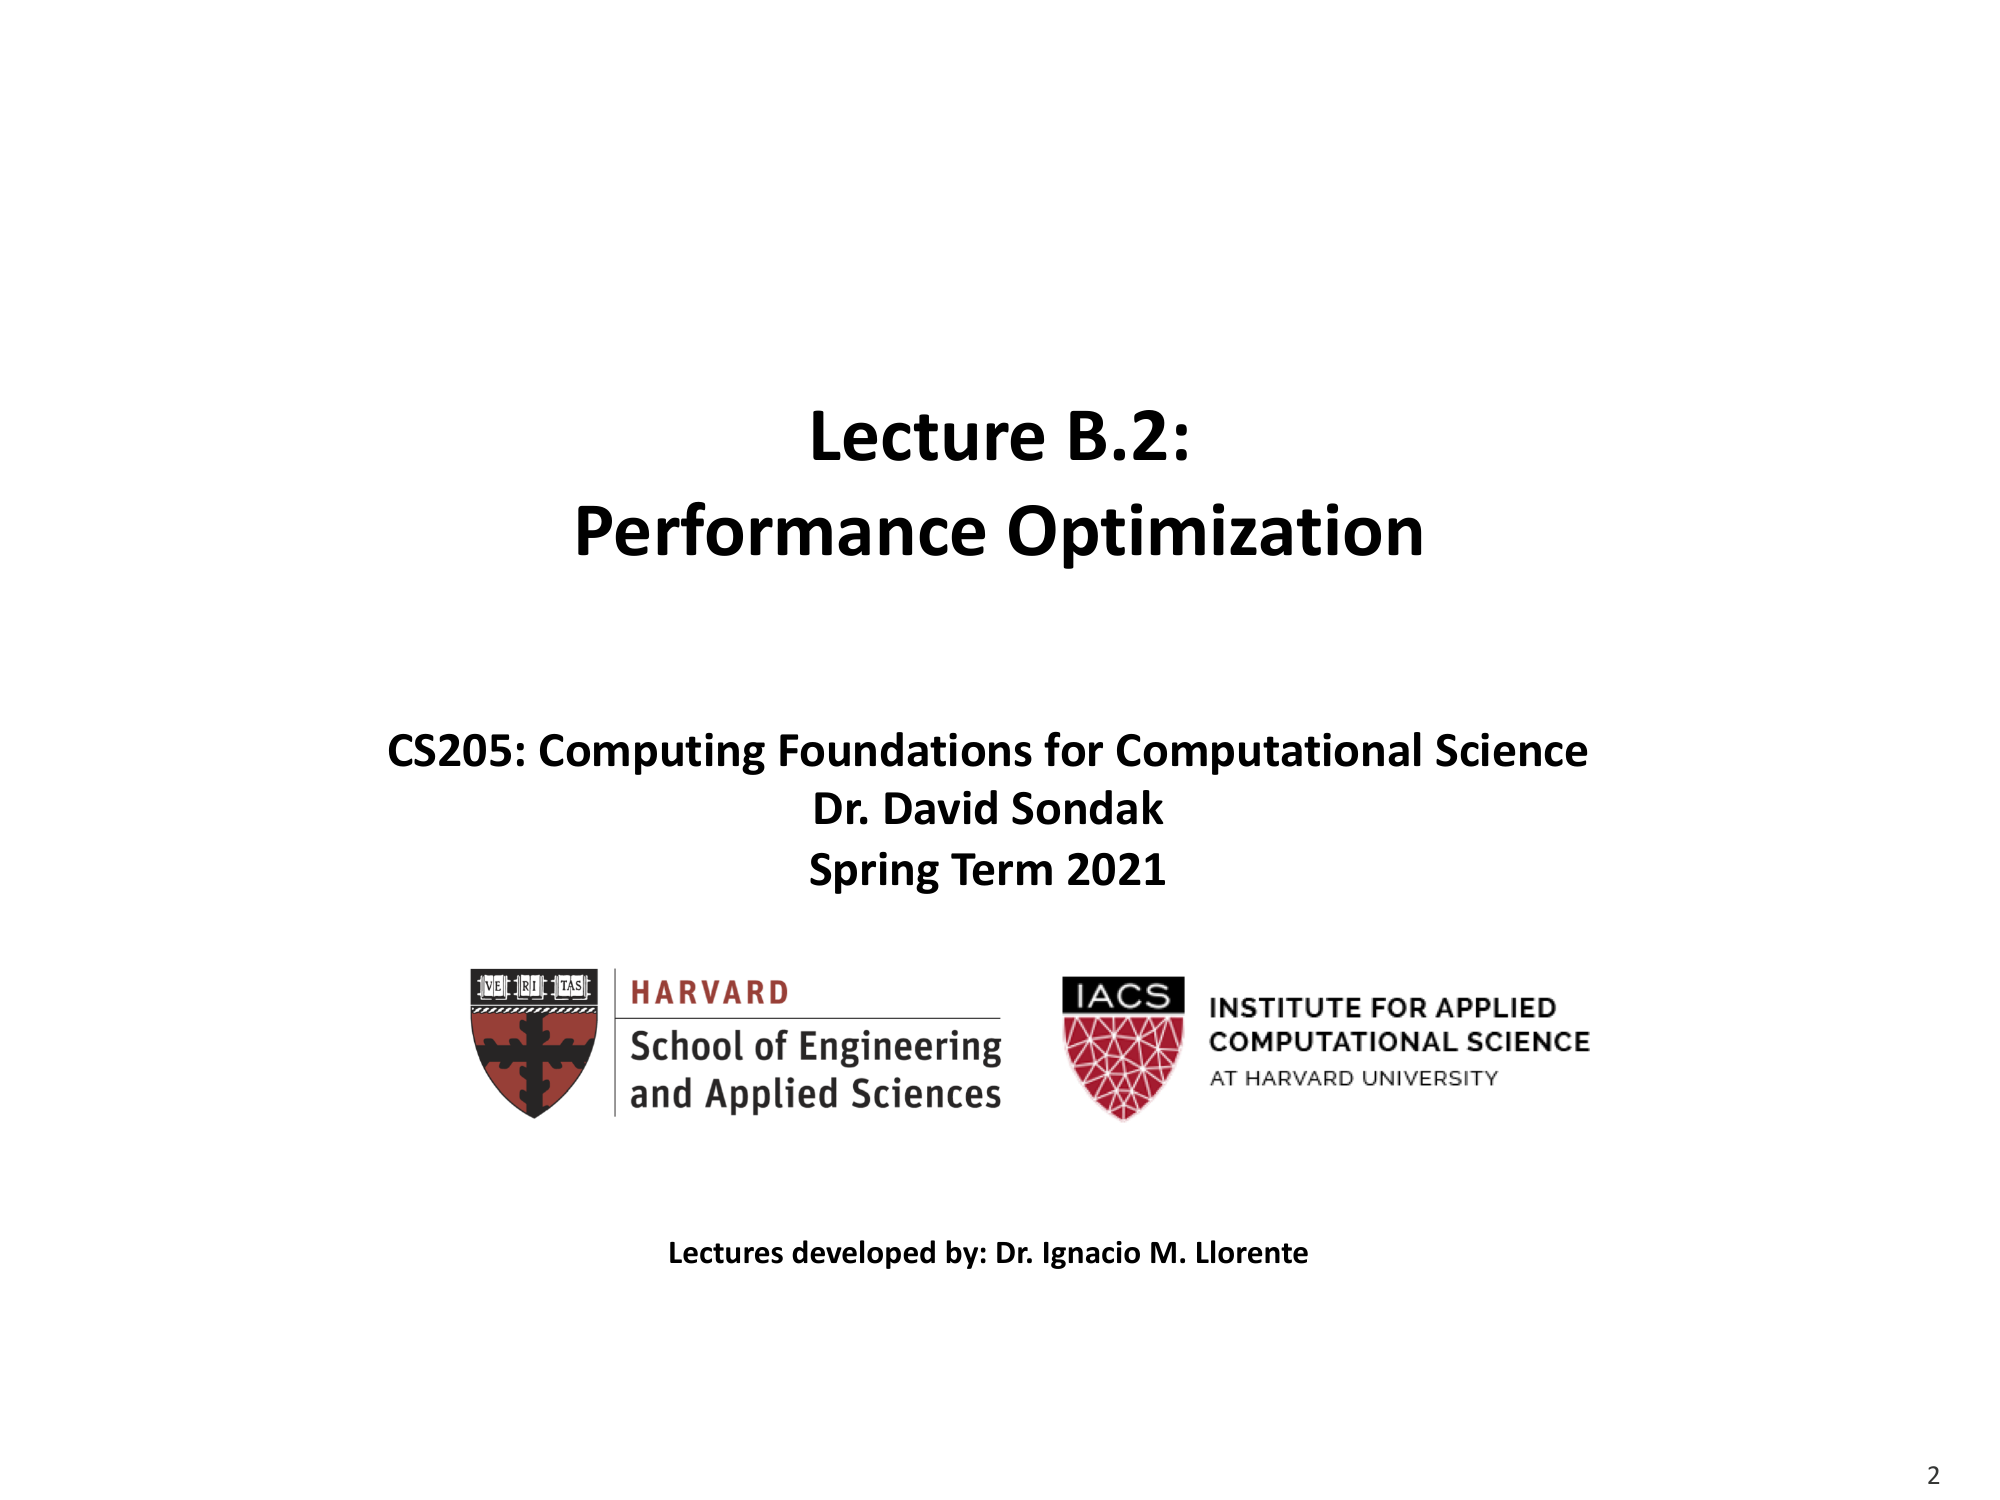 Lecture B.2:
Performance Optimization
CS205: Computing Foundations for Computational Science
Dr. David Sondak
Spring Term 2021
VE RI TAS
HARVARD
School of Engineering
and Applied Sciences
IACS
INSTITUTE FOR APPLIED
COMPUTATIONAL SCIENCE
AT HARVARD UNIVERSITY
Lectures developed by: Dr. Ignacio M. Llorente
2